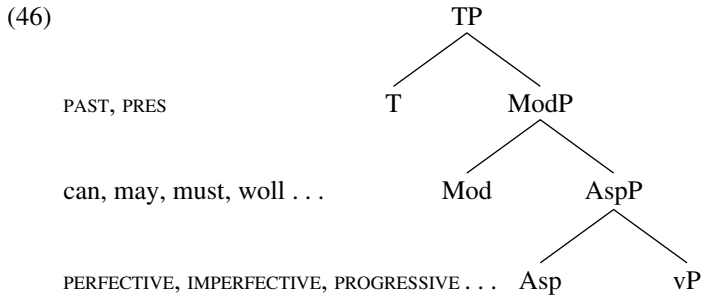 (46) TP
PAST, PRES T ModP
can, may, must, woll . . . Mod AspP
PERFECTIVE, IMPERFECTIVE, PROGRESSIVE . . . Asp vP